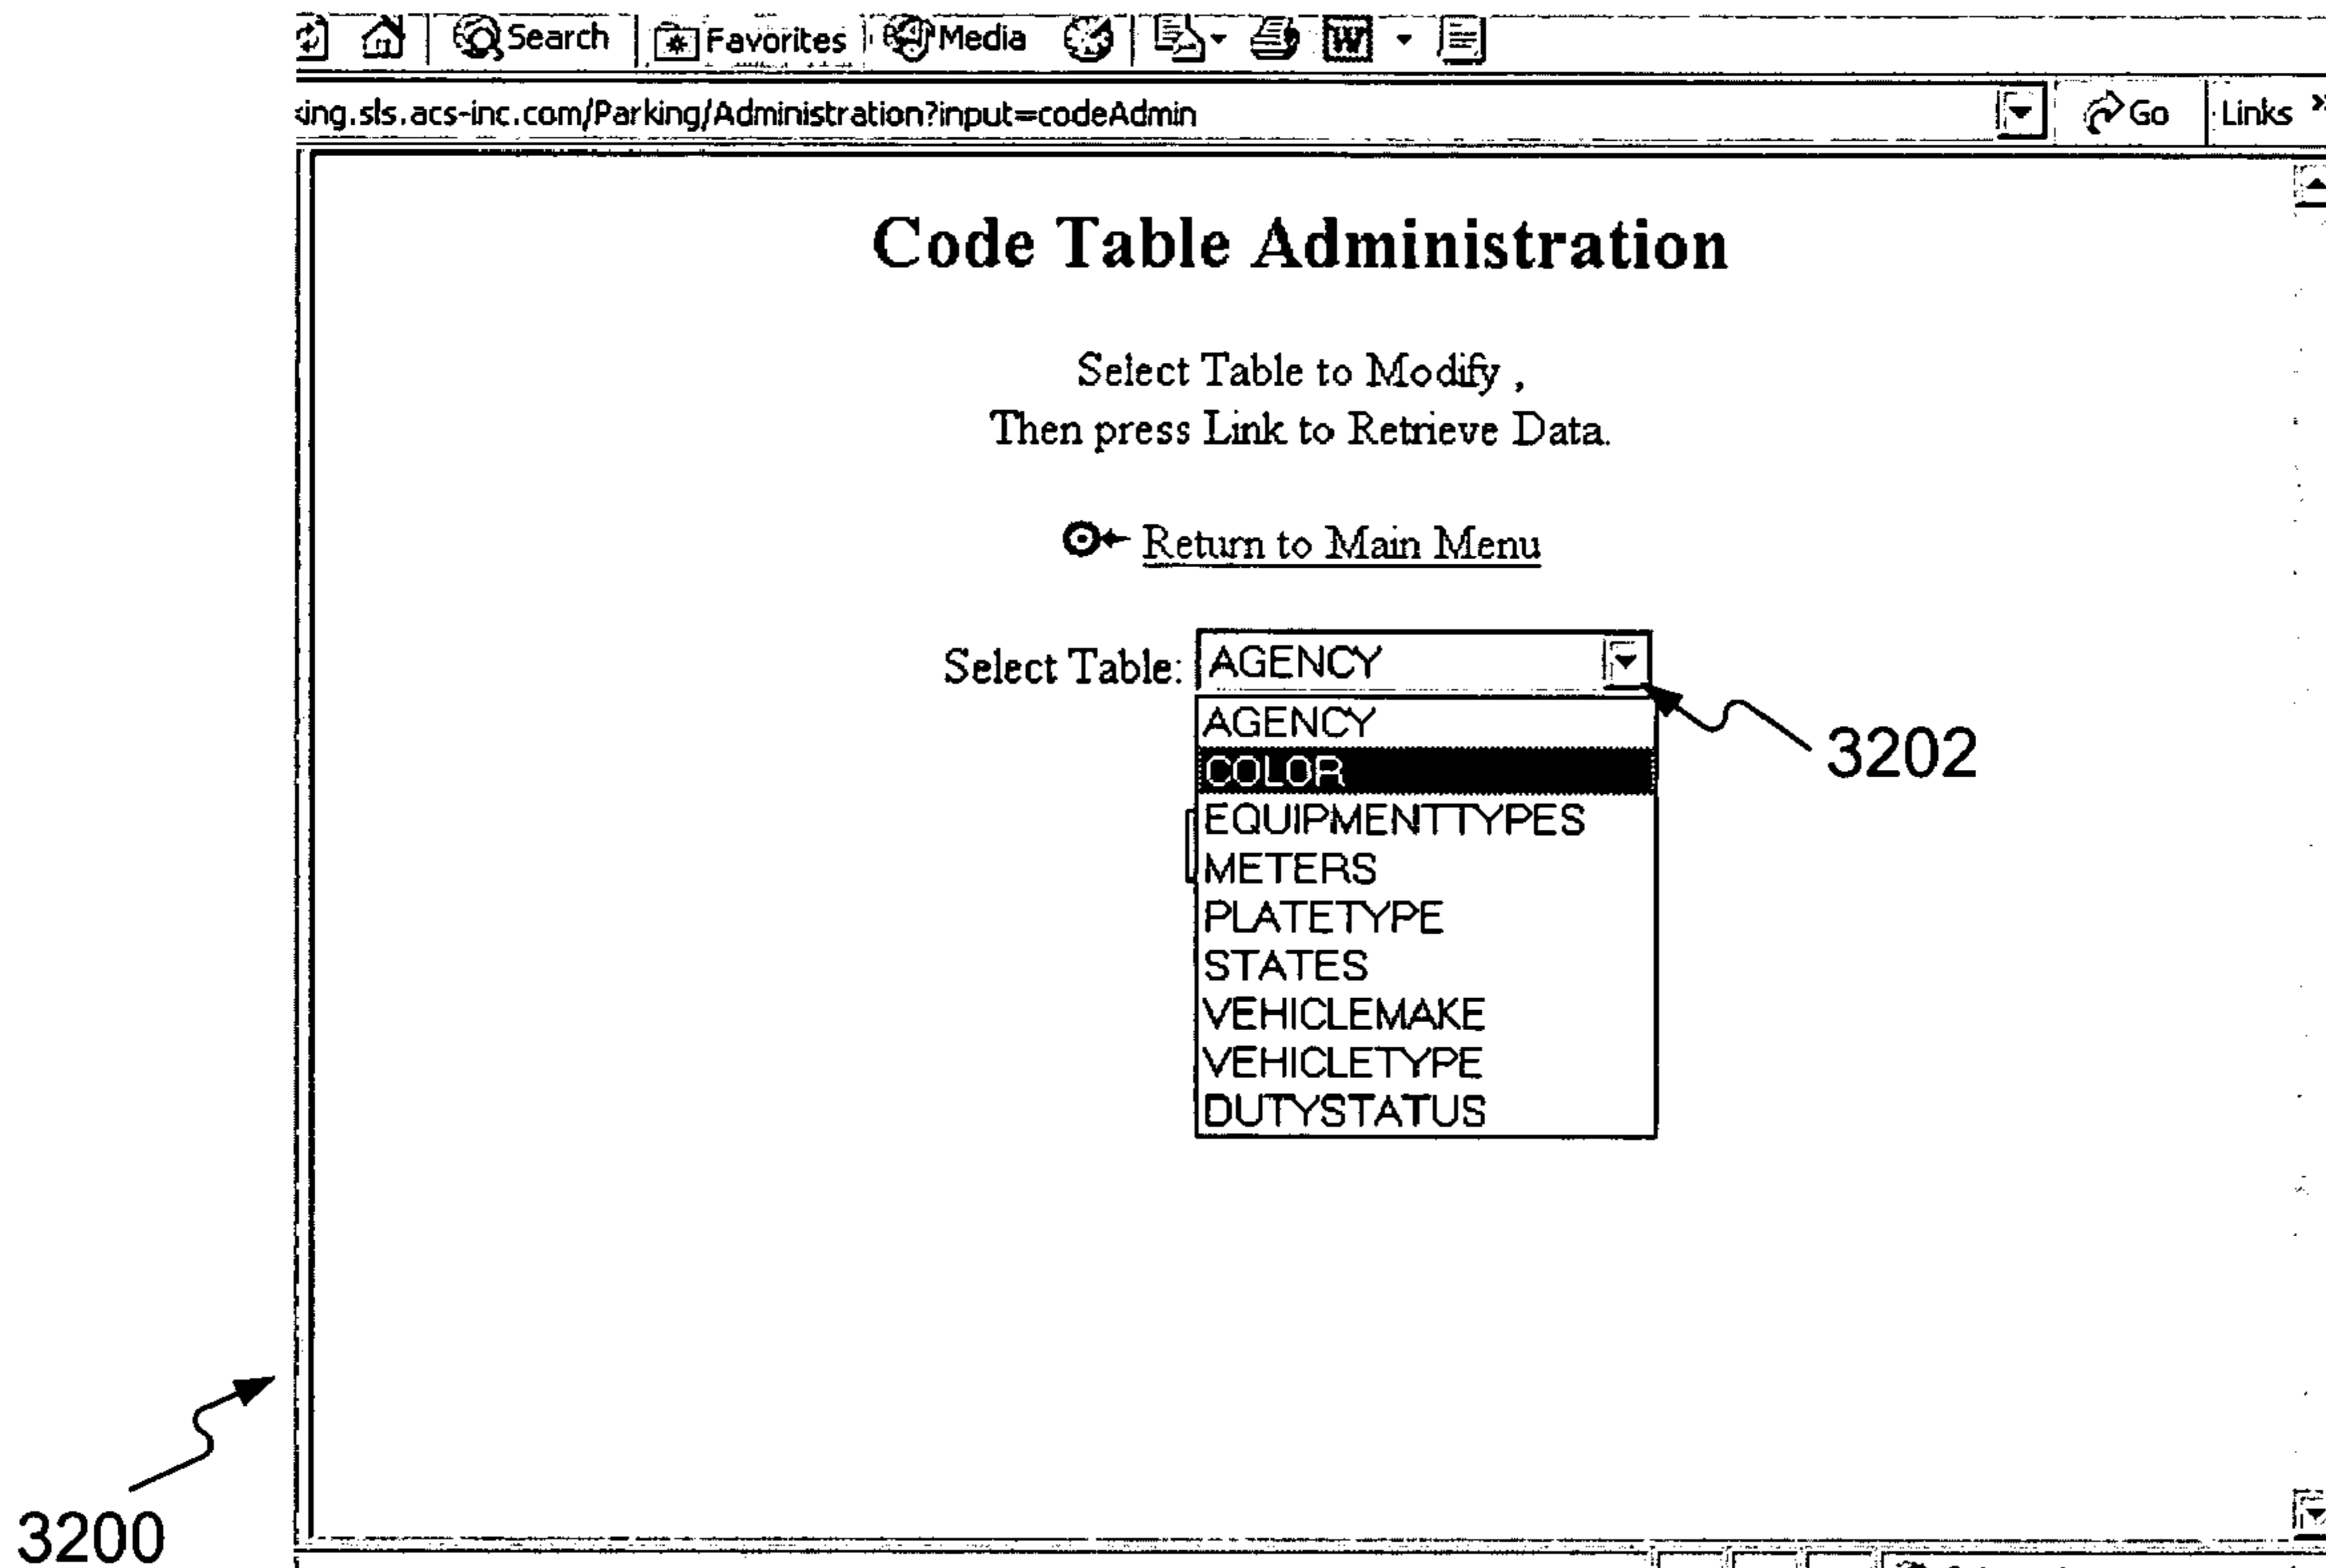 Search Favorites Media W
king.sls.acs-inc.com/Parking/Administration?input=codeAdmin Go Links »
Code Table Administration
Select Table to Modify ,
Then press Link to Retrieve Data.
Return to Main Menu
Select Table: AGENCY
AGENCY
COLOR
3202
EQUIPMENTTYPES
METERS
PLATETYPE
STATES
VEHICLEMAKE
VEHICLETYPE
DUTYSTATUS
3200